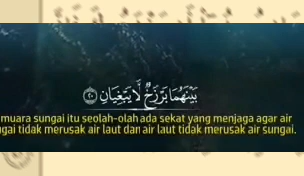 بَيْنَهُمَا بَرْزَخٌ لَّا يَبْغِيَانِ ٢٠
muara sungai itu seolah-olah ada sekat yang menjaga agar air
ngai tidak merusak air laut dan air laut tidak merusak air sungai.